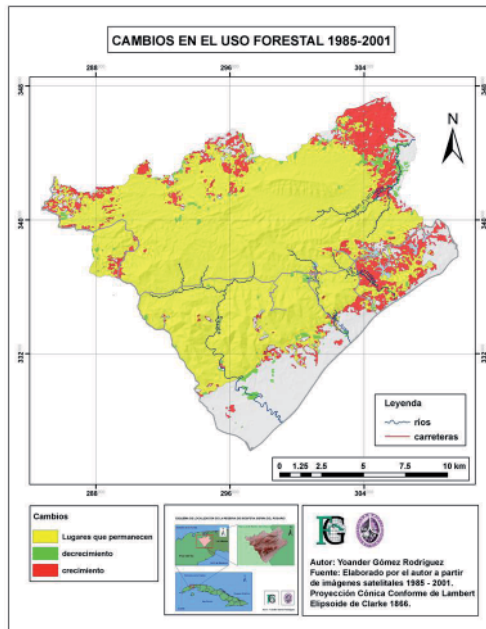 CAMBIOS EN EL USO FORESTAL 1985-2001
288 296 304
348
340
332
N
Leyenda
ríos
carreteras
0 1.25 2.5 5 7.5 10 km
288 296 304
Cambios
Lugares que permanecen
decrecimiento
crecimiento
Autor: Yoander Gómez Rodríguez
Fuente: Elaborado por el autor a partir
de imágenes satelitales 1985 - 2001.
Proyección Cónica Conforme de Lambert
Elipsoide de Clarke 1866.